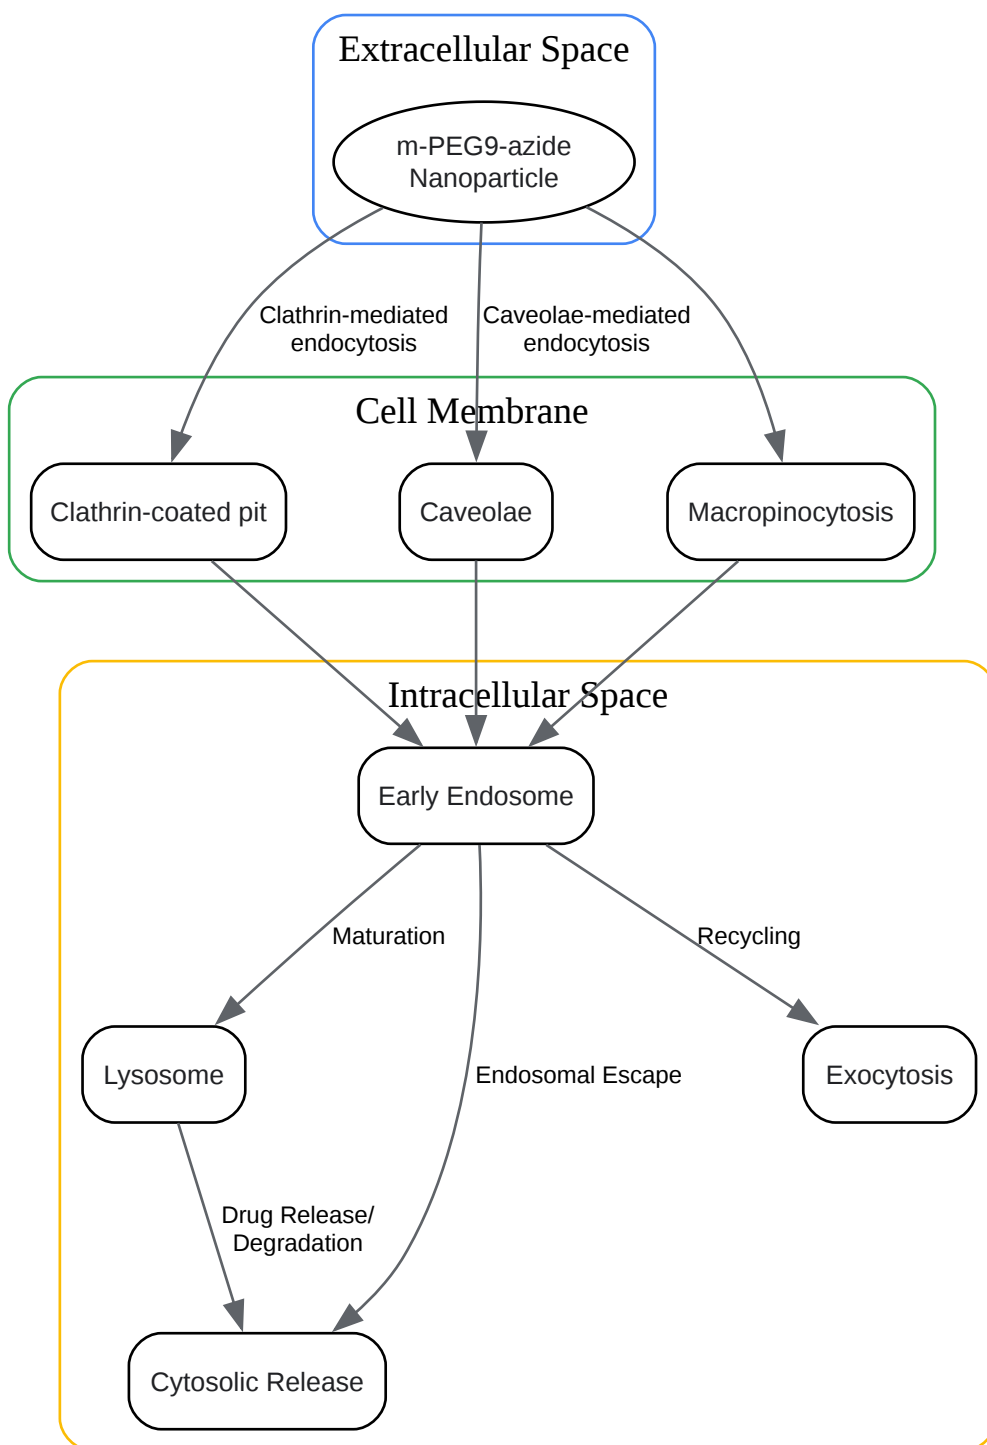 Extracellular Space
m-PEG9-azide
Nanoparticle
Clathrin-mediated
endocytosis
Caveolae-mediated
endocytosis
Cell Membrane
Clathrin-coated pit
Caveolae
Macropinocytosis
Intracellular Space
Early Endosome
Maturation
Recycling
Lysosome
Endosomal Escape
Exocytosis
Drug Release/
Degradation
Cytosolic Release